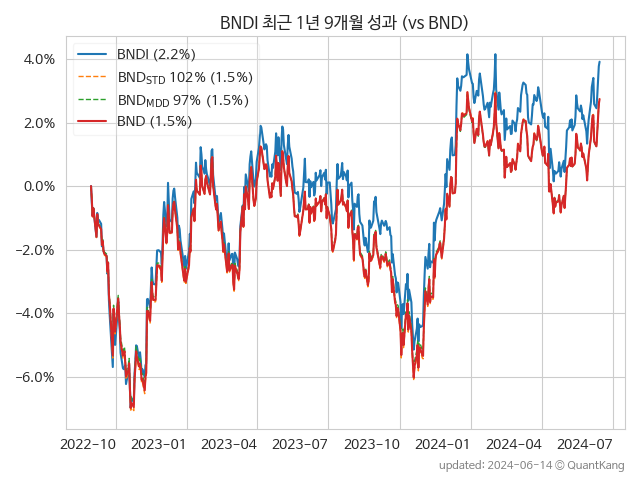 BNDI 최근 1년 9개월 성과 (vs BND)
BNDI (2.2%)
BND_STD 102% (1.5%)
BND_MDD 97% (1.5%)
BND (1.5%)
4.0%
2.0%
0.0%
−2.0%
−4.0%
−6.0%
2022-10 2023-01 2023-04 2023-07 2023-10 2024-01 2024-04 2024-07
updated: 2024-06-14 © QuantKang